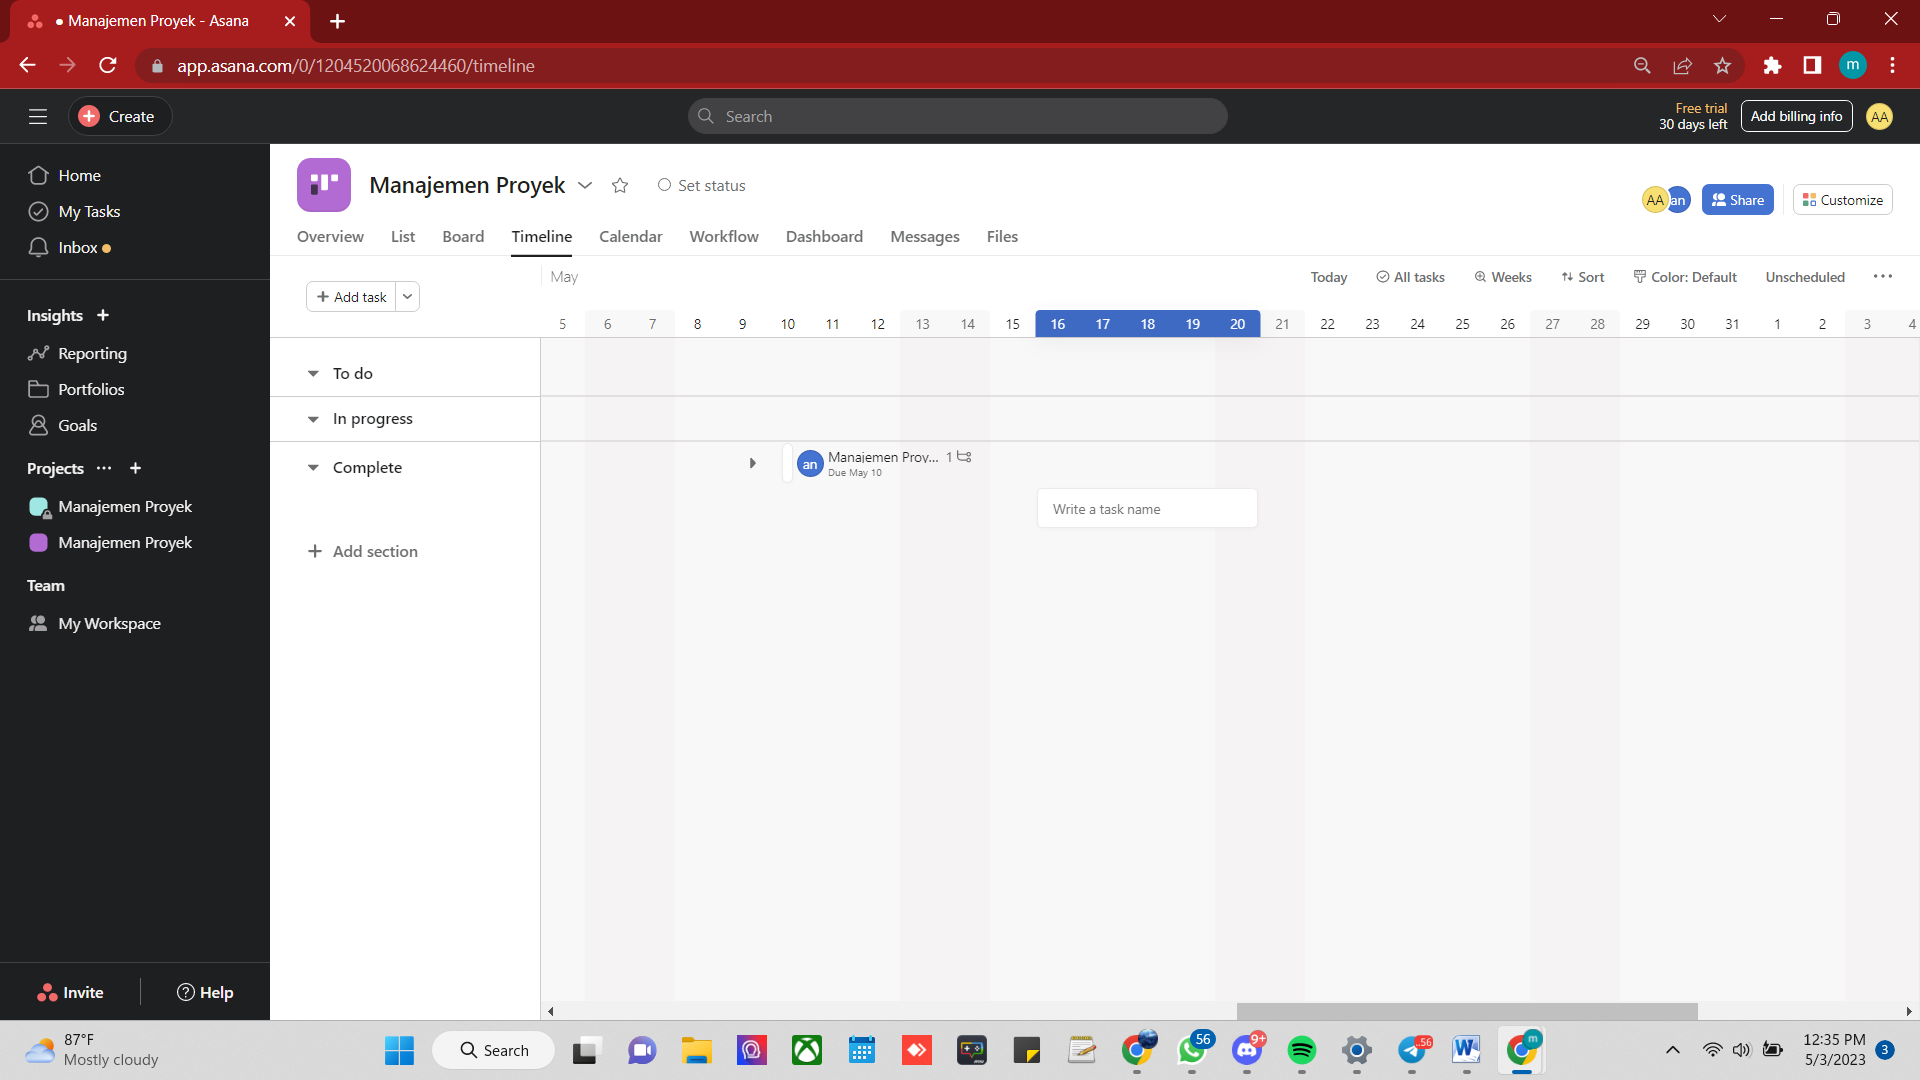 ● Manajemen Proyek - Asana
app.asana.com/0/1204520068624460/timeline
m
Create
Search
Free trial
30 days left
Add billing info
AA
Home
My Tasks
Inbox
Insights
Reporting
Portfolios
Goals
Projects
Manajemen Proyek
Manajemen Proyek
Team
My Workspace
Invite
Help
Manajemen Proyek
Set status
AA an
Share
Customize
Overview List Board Timeline Calendar Workflow Dashboard Messages Files
Add task
May
Today All tasks Weeks Sort Color: Default Unscheduled
5 6 7 8 9 10 11 12 13 14 15 16 17 18 19 20 21 22 23 24 25 26 27 28 29 30 31 1 2 3 4
To do
In progress
Complete
an
Manajemen Proy... 1
Due May 10
Write a task name
Add section
87°F
Mostly cloudy
Search
56
9+
56
m
12:35 PM
5/3/2023
3